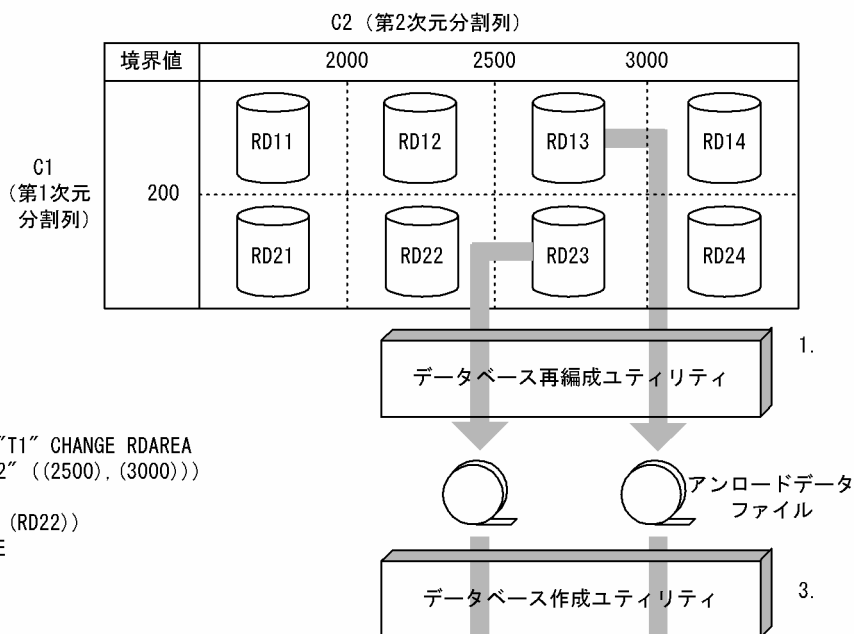 C2（第2次元分割列）
境界値 2000 2500 3000
C1
（第1次元
分割列）
200
RD11 RD12 RD13 RD14
RD21 RD22 RD23 RD24
データベース再編成ユティリティ
1.
"T1" CHANGE RDAREA
2" ((2500),(3000)))
(RD22))
E
アンロードデータ
ファイル
データベース作成ユティリティ
3.